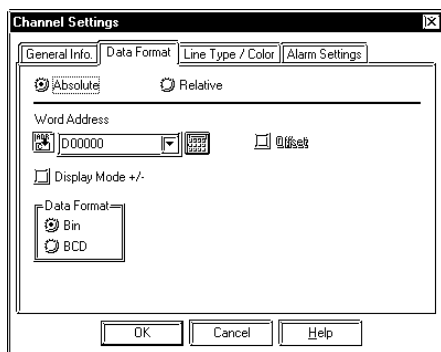 Channel Settings
General Info. Data Format Line Type / Color Alarm Settings
Absolute Relative
Word Address
D00000 Offset
Display Mode +/-
Data Format
Bin
BCD
OK Cancel Help